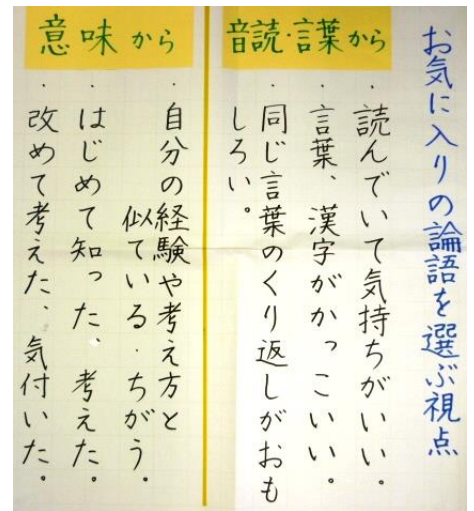 お気に入りの論語を選ぶ視点
音読・言葉から
・読んでいて気持ちがいい。
・言葉、漢字がかっこいい。
・同じ言葉のくり返しがおも
しろい。
意味から
・自分の経験や考え方と
似ている・ちがう。
・はじめて知った、考えた。
・改めて考えた、気付いた。